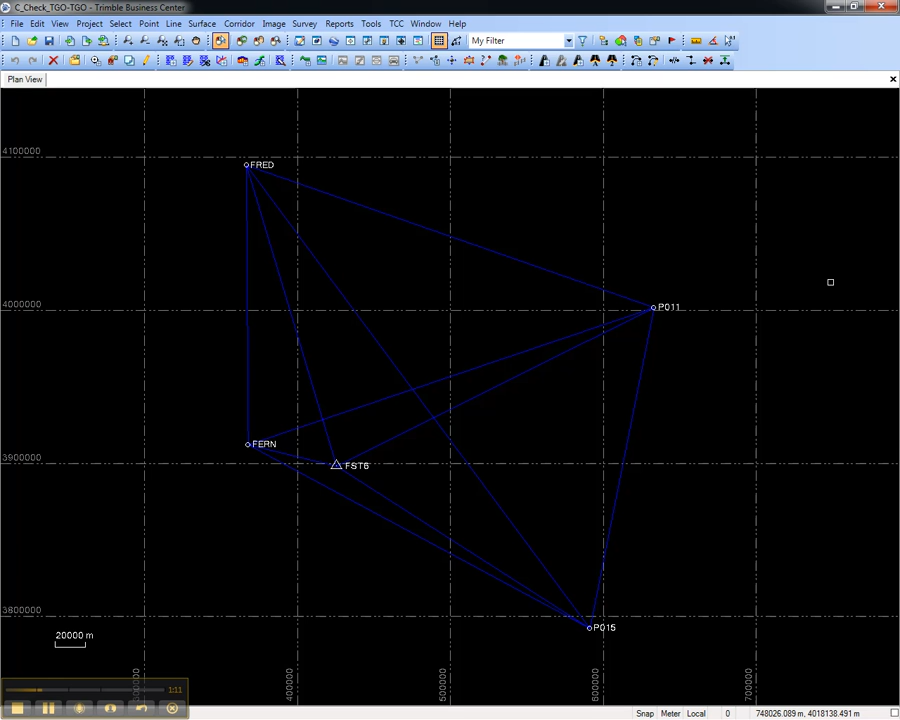 C_Check_TGO-TGO - Trimble Business Center
File Edit View Project Select Point Line Surface Corridor Image Survey Reports Tools TCC Window Help
My Filter
Plan View
4100000
FRED
4000000
P011
FERN
3900000
FST6
3800000
P015
20000 m
400000
500000
600000
700000
1:11
Snap Meter Local 0 748026.089 m, 4018138.491 m